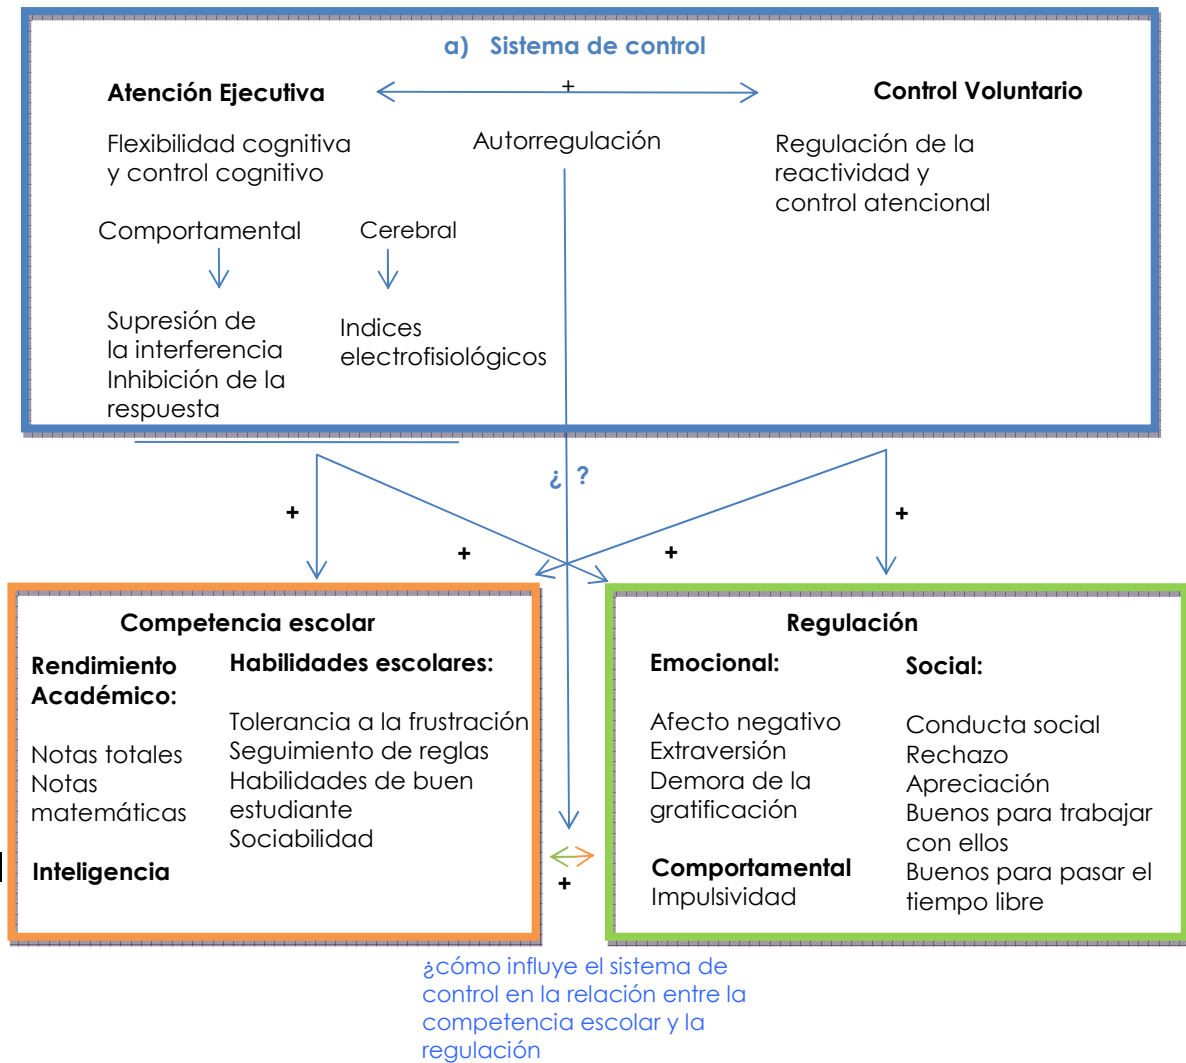 a) Sistema de control
Atención Ejecutiva
+
Control Voluntario
Flexibilidad cognitiva
y control cognitivo
Autorregulación
Regulación de la
reactividad y
control atencional
Comportamental
Cerebral
Supresión de
la interferencia
Inhibición de la
respuesta
Indices
electrofisiológicos
¿ ?
+
+
+
+
Competencia escolar
Rendimiento
Académico:
Notas totales
Notas
matemáticas
Inteligencia
Habilidades escolares:
Tolerancia a la frustración
Seguimiento de reglas
Habilidades de buen
estudiante
Sociabilidad
+
Regulación
Emocional:
Afecto negativo
Extraversión
Demora de la
gratificación
Comportamental
Impulsividad
Social:
Conducta social
Rechazo
Apreciación
Buenos para trabajar
con ellos
Buenos para pasar el
tiempo libre
¿cómo influye el sistema de
control en la relación entre la
competencia escolar y la
regulación